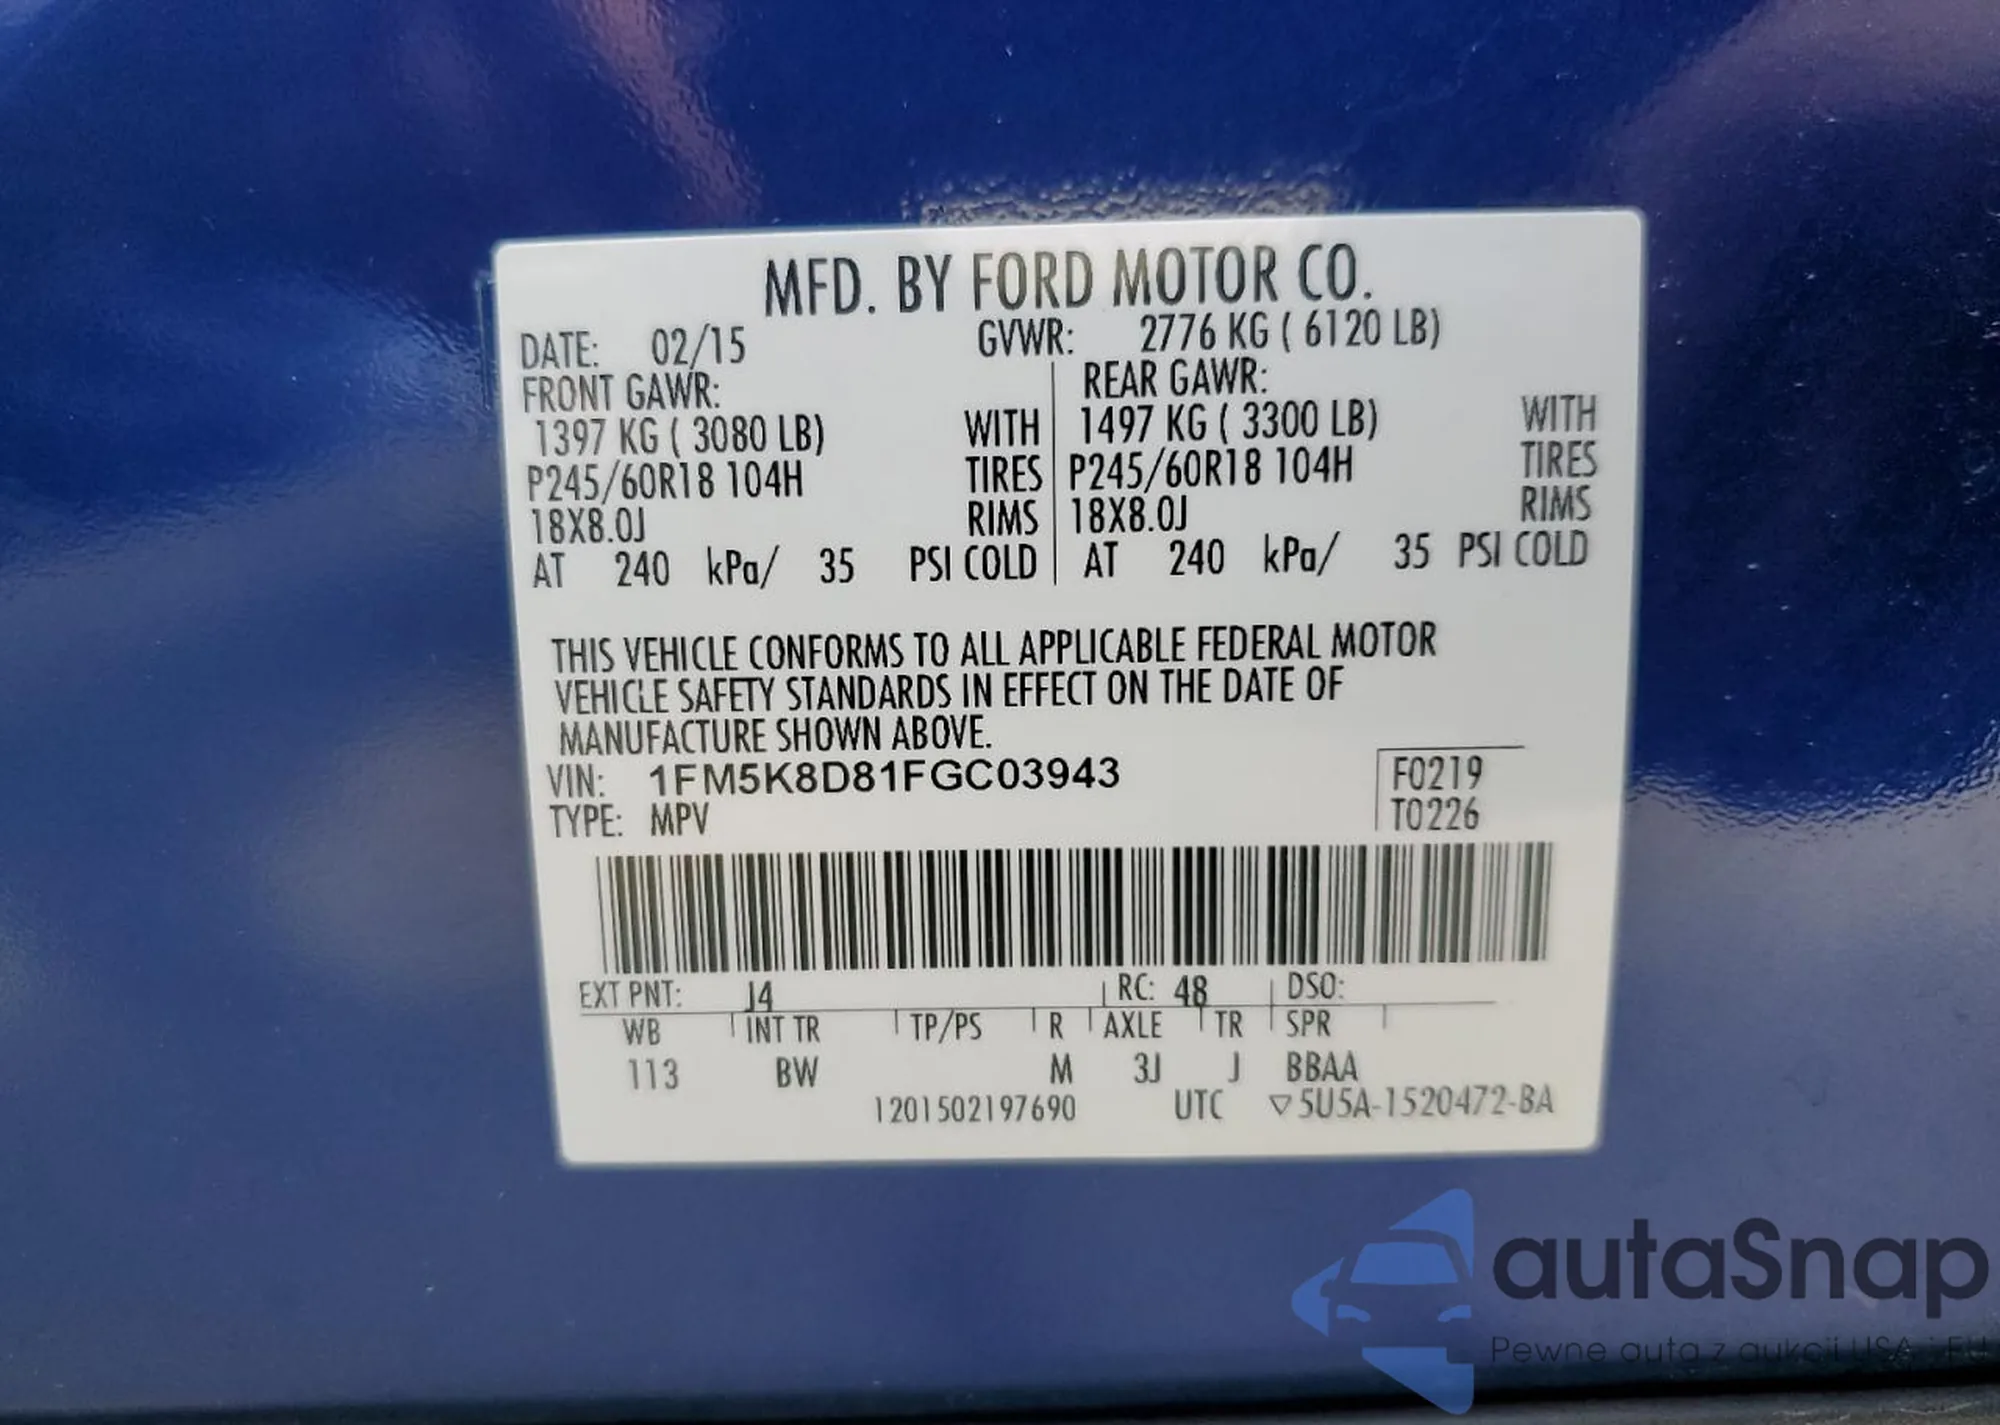 MFD. BY FORD MOTOR CO.
DATE: 02/15 GVWR: 2776 KG ( 6120 LB)
FRONT GAWR: REAR GAWR:
1397 KG ( 3080 LB) WITH 1497 KG ( 3300 LB) WITH
P245/60R18 104H TIRES P245/60R18 104H TIRES
18X8.0J RIMS 18X8.0J RIMS
AT 240 kPa/ 35 PSI COLD AT 240 kPa/ 35 PSI COLD
THIS VEHICLE CONFORMS TO ALL APPLICABLE FEDERAL MOTOR
VEHICLE SAFETY STANDARDS IN EFFECT ON THE DATE OF
MANUFACTURE SHOWN ABOVE.
VIN: 1FM5K8D81FGC03943 F0219
TYPE: MPV T0226
EXT PNT: J4 RC: 48 DSO:
WB INT TR TP/PS R AXLE TR SPR
113 BW M 3J J BBAA
1201502197690 UTC ▽5U5A-1520472-BA
autaSnap
Pewne auta z aukcji USA i EU